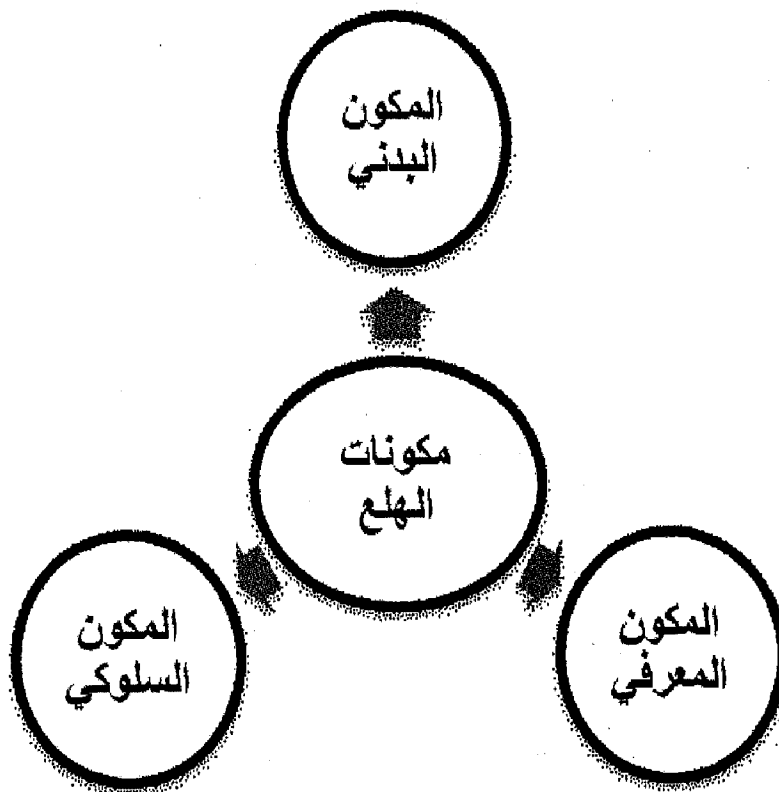 المكون
البدني
مكونات
الهلع
المكون
المعرفي
المكون
السلوكي